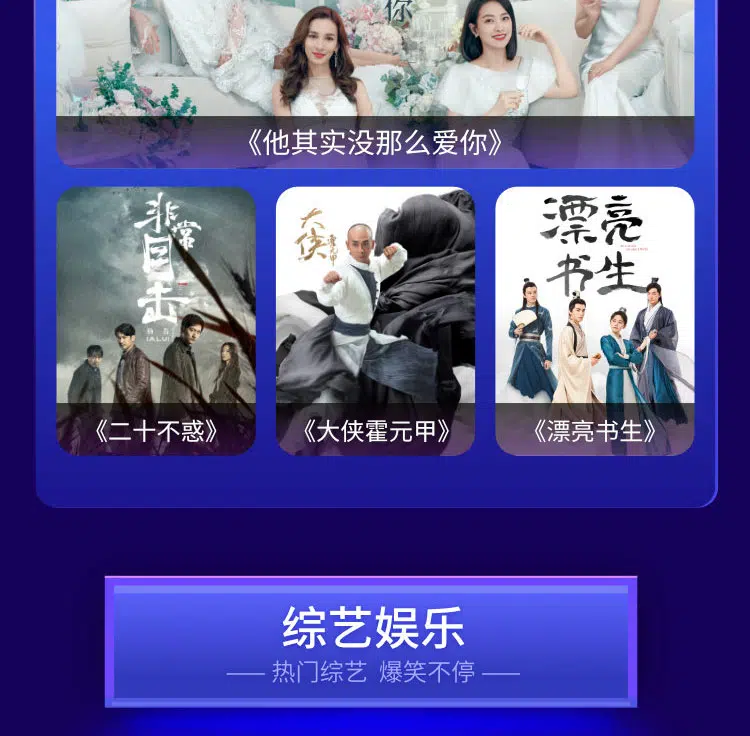 你
《他其实没那么爱你》
非常目击
《二十不惑》
大侠霍元甲
《大侠霍元甲》
漂亮书生
《漂亮书生》
综艺娱乐
热门综艺 爆笑不停